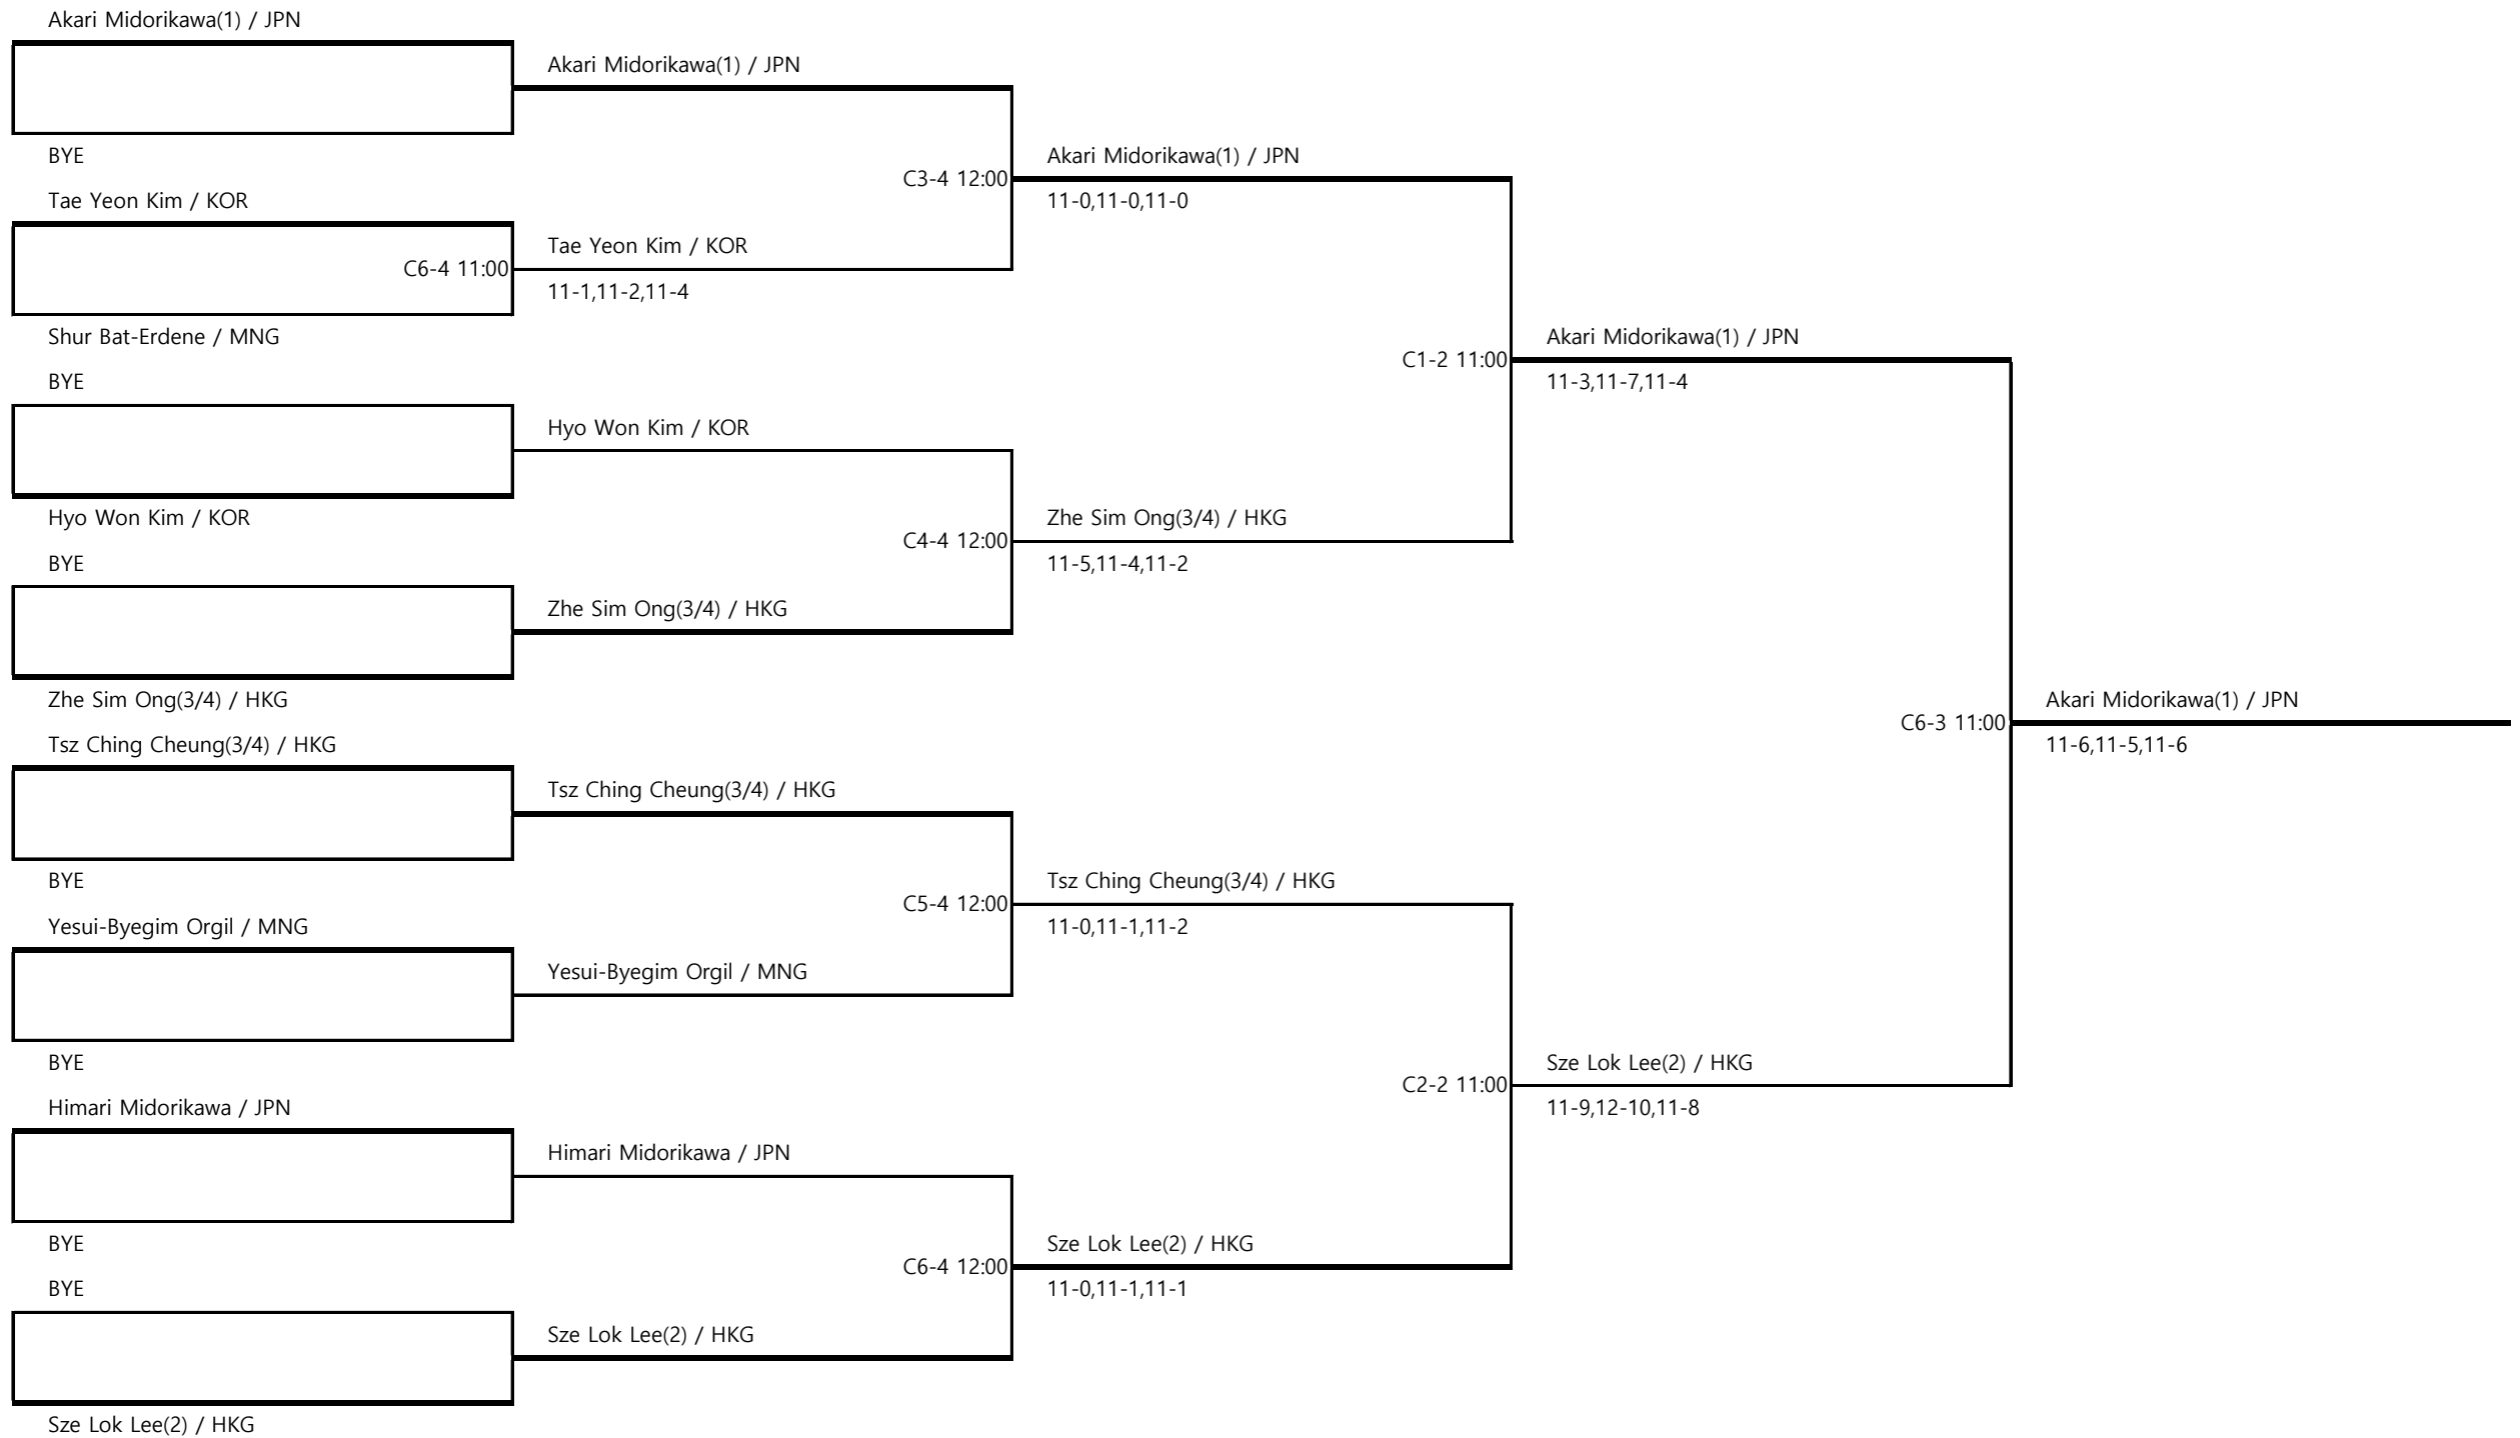 Akari Midorikawa(1) / JPN
Akari Midorikawa(1) / JPN
BYE
Akari Midorikawa(1) / JPN
C3-4 12:00
Tae Yeon Kim / KOR
11-0,11-0,11-0
Tae Yeon Kim / KOR
C6-4 11:00
11-1,11-2,11-4
Shur Bat-Erdene / MNG
Akari Midorikawa(1) / JPN
C1-2 11:00
BYE
11-3,11-7,11-4
Hyo Won Kim / KOR
Hyo Won Kim / KOR
Zhe Sim Ong(3/4) / HKG
C4-4 12:00
BYE
11-5,11-4,11-2
Zhe Sim Ong(3/4) / HKG
Zhe Sim Ong(3/4) / HKG
Akari Midorikawa(1) / JPN
C6-3 11:00
Tsz Ching Cheung(3/4) / HKG
11-6,11-5,11-6
Tsz Ching Cheung(3/4) / HKG
BYE
Tsz Ching Cheung(3/4) / HKG
C5-4 12:00
Yesui-Byegim Orgil / MNG
11-0,11-1,11-2
Yesui-Byegim Orgil / MNG
BYE
Sze Lok Lee(2) / HKG
C2-2 11:00
Himari Midorikawa / JPN
11-9,12-10,11-8
Himari Midorikawa / JPN
BYE
Sze Lok Lee(2) / HKG
C6-4 12:00
BYE
11-0,11-1,11-1
Sze Lok Lee(2) / HKG
Sze Lok Lee(2) / HKG